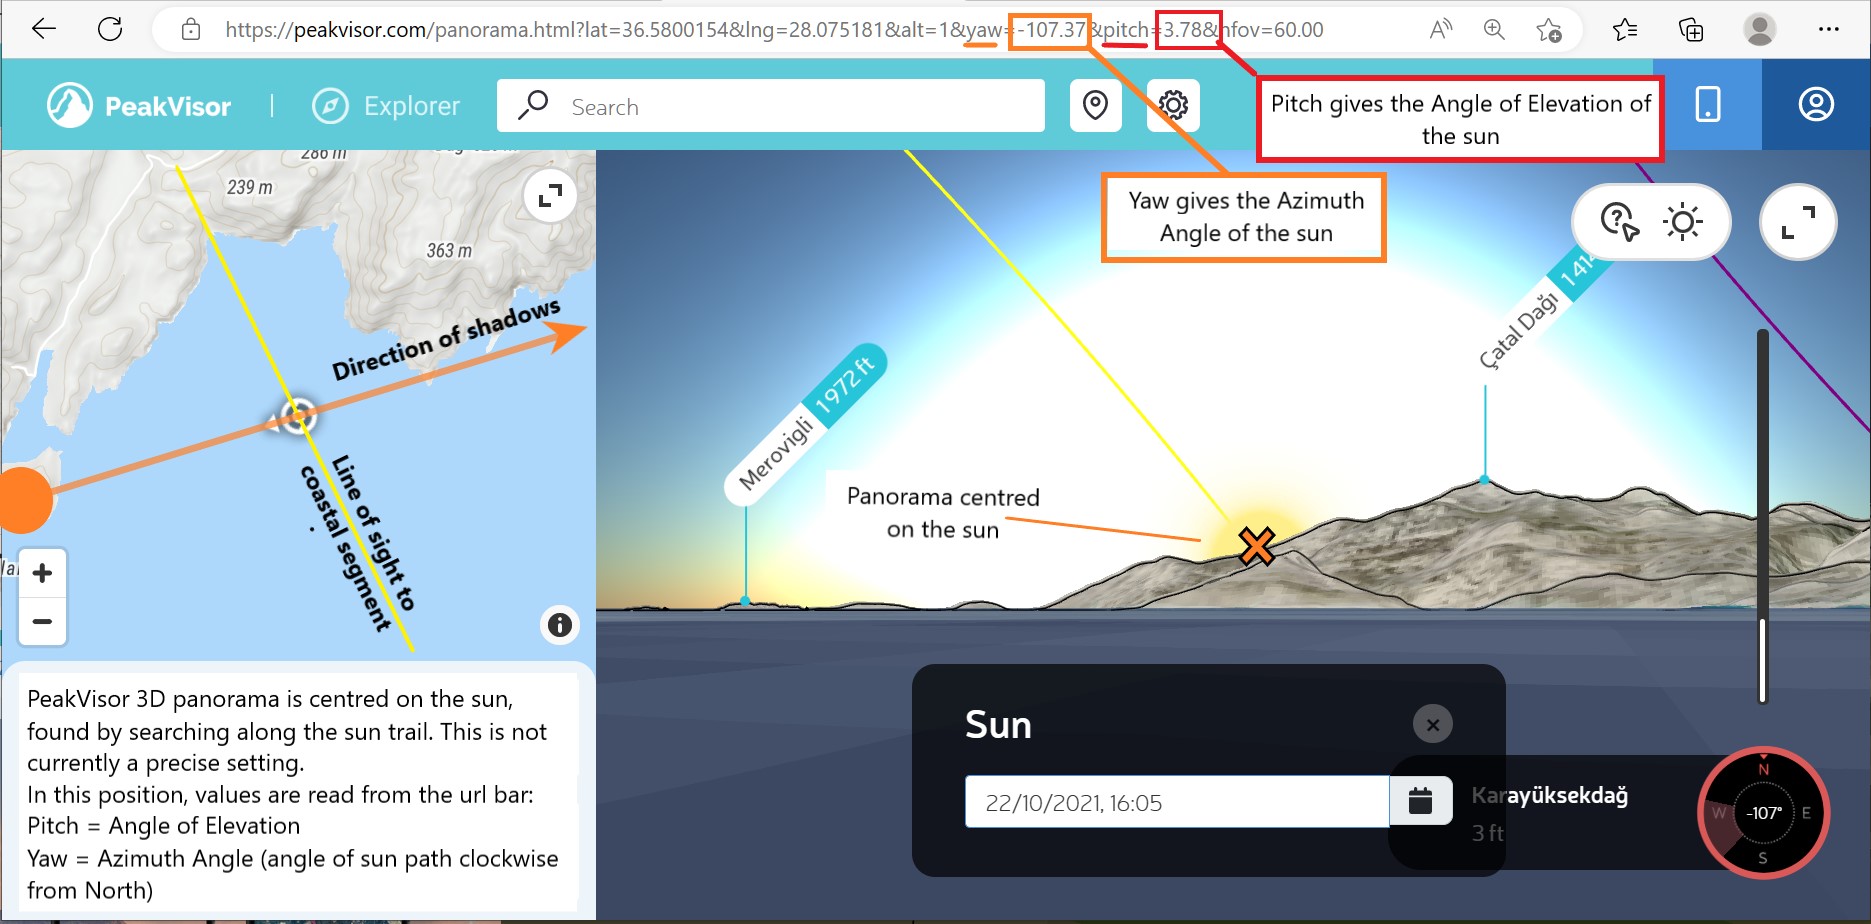 https://peakvisor.com/panorama.html?lat=36.5800154&lng=28.075181&alt=1&yaw=-107.37&pitch=3.78&hfov=60.00
PeakVisor
Explorer
Search
Pitch gives the Angle of Elevation of
the sun
Yaw gives the Azimuth
Angle of the sun
286 m
239 m
363 m
Direction of shadows
Line of sight to
coastal segment
+
−
Merovigli 1972 ft
Çatal Dağı 1414
Panorama centred
on the sun
PeakVisor 3D panorama is centred on the sun,
found by searching along the sun trail. This is not
currently a precise setting.
In this position, values are read from the url bar:
Pitch = Angle of Elevation
Yaw = Azimuth Angle (angle of sun path clockwise
from North)
Sun
22/10/2021, 16:05
Karayüksekdağ
3 ft
N
W -107° E
S